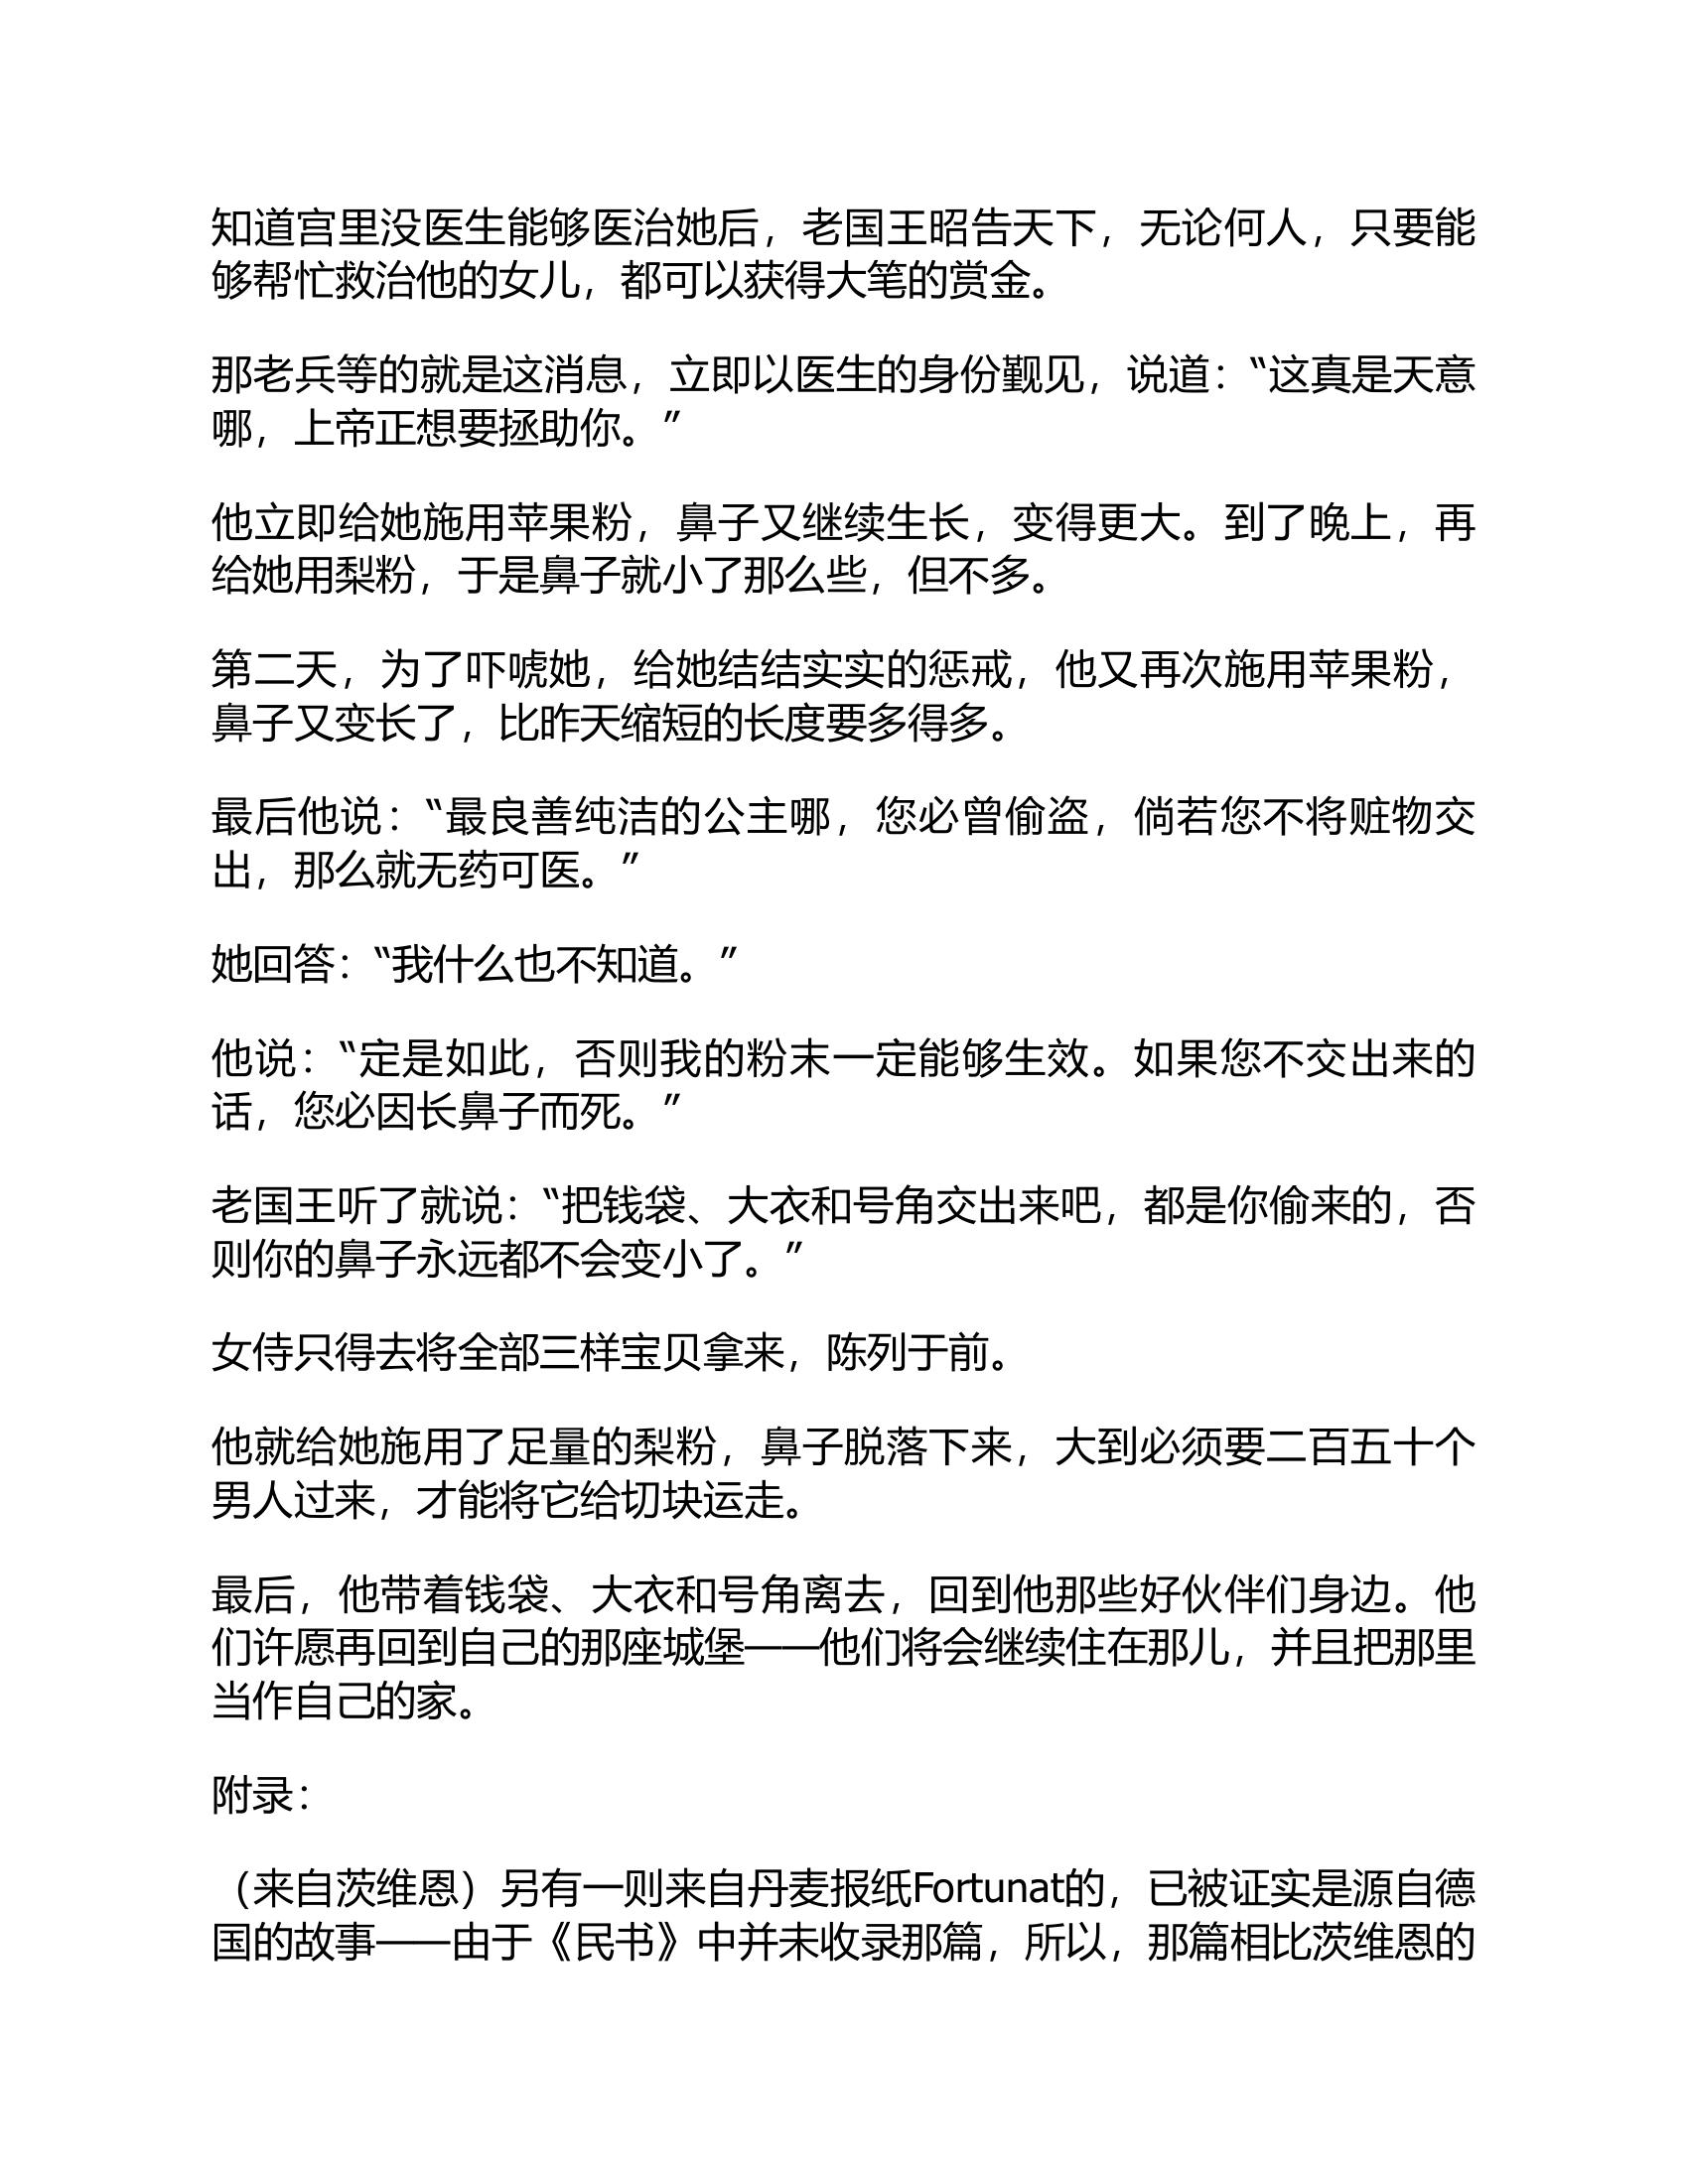 知道宫里没医生能够医治她后，老国王昭告天下，无论何人，只要能
够帮忙救治他的女儿，都可以获得大笔的赏金。
那老兵等的就是这消息，立即以医生的身份觐见，说道：“这真是天意
哪，上帝正想要拯助你。”
他立即给她施用苹果粉，鼻子又继续生长，变得更大。到了晚上，再
给她用梨粉，于是鼻子就小了那么些，但不多。
第二天，为了吓唬她，给她结结实实的惩戒，他又再次施用苹果粉，
鼻子又变长了，比昨天缩短的长度要多得多。
最后他说：“最良善纯洁的公主哪，您必曾偷盗，倘若您不将赃物交
出，那么就无药可医。”
她回答：“我什么也不知道。”
他说：“定是如此，否则我的粉末一定能够生效。如果您不交出来的
话，您必因长鼻子而死。”
老国王听了就说：“把钱袋、大衣和号角交出来吧，都是你偷来的，否
则你的鼻子永远都不会变小了。”
女侍只得去将全部三样宝贝拿来，陈列于前。
他就给她施用了足量的梨粉，鼻子脱落下来，大到必须要二百五十个
男人过来，才能将它给切块运走。
最后，他带着钱袋、大衣和号角离去，回到他那些好伙伴们身边。他
们许愿再回到自己的那座城堡——他们将会继续住在那儿，并且把那里
当作自己的家。
附录：
（来自茨维恩）另有一则来自丹麦报纸Fortunat的，已被证实是源自德
国的故事——由于《民书》中并未收录那篇，所以，那篇相比茨维恩的